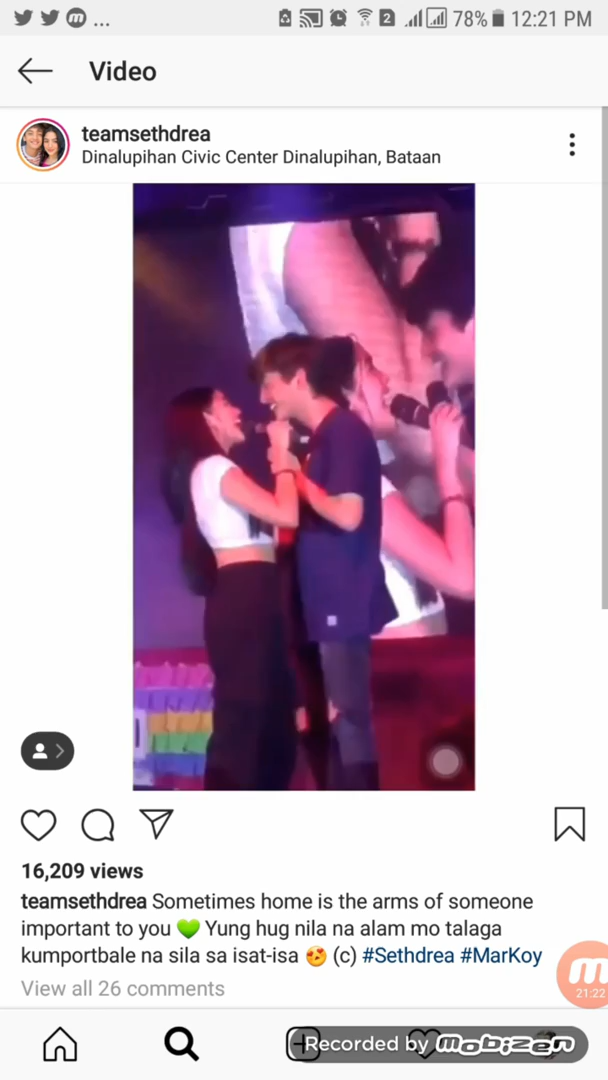 78% 12:21 PM
Video
teamsethdrea
Dinalupihan Civic Center Dinalupihan, Bataan
16,209 views
teamsethdrea Sometimes home is the arms of someone
important to you 💚 Yung hug nila na alam mo talaga
kumportbale na sila sa isat-isa 😍 (c) #Sethdrea #MarKoy
View all 26 comments
21:22
Recorded by mobizen